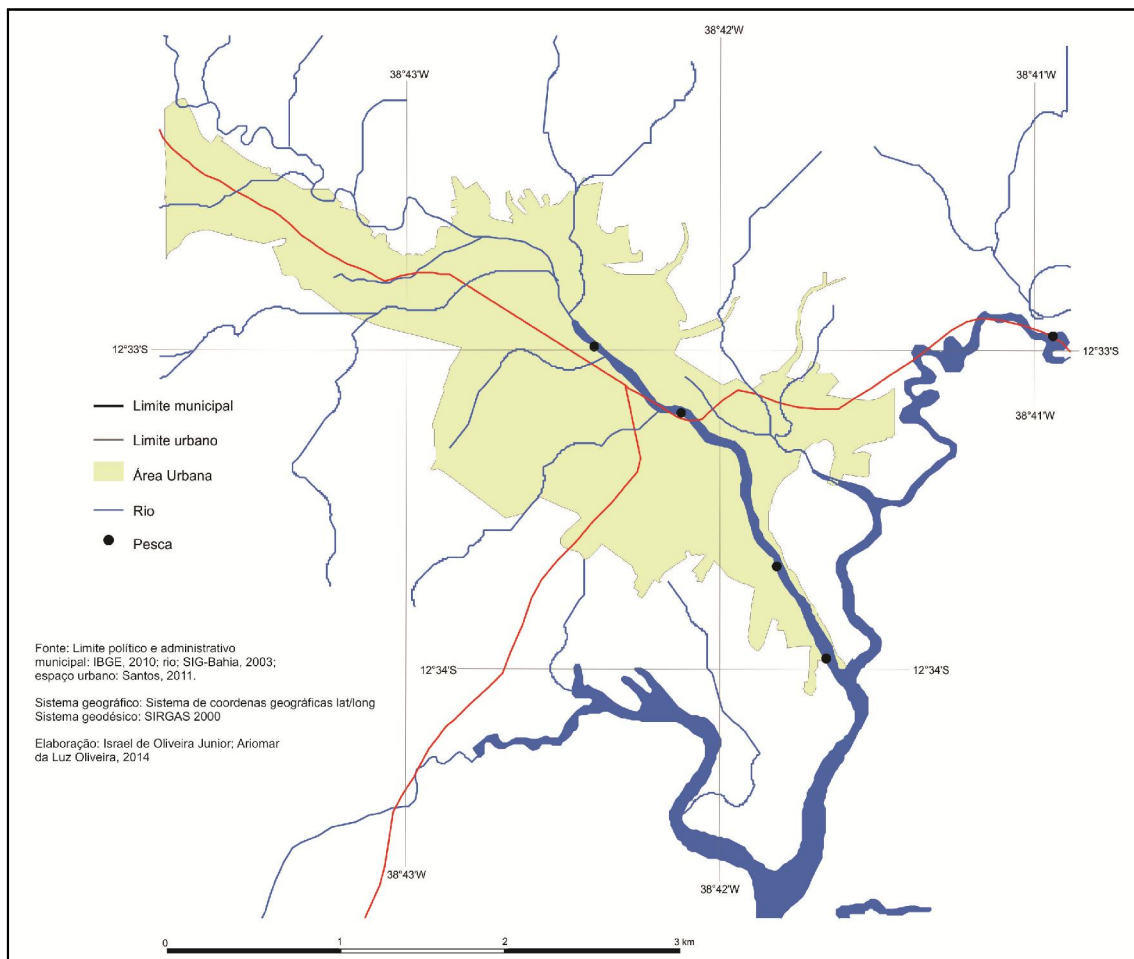 38°42'W
38°43'W
38°41'W
12°33'S
12°33'S
38°41'W
Limite municipal
Limite urbano
Área Urbana
Rio
Pesca
Fonte: Limite político e administrativo
municipal: IBGE, 2010; rio; SIG-Bahia, 2003;
espaço urbano: Santos, 2011.
12°34'S
12°34'S
Sistema geográfico: Sistema de coordenas geográficas lat/long
Sistema geodésico: SIRGAS 2000
Elaboração: Israel de Oliveira Junior; Ariomar
da Luz Oliveira, 2014
38°43'W
38°42'W
0
1
2
3 km